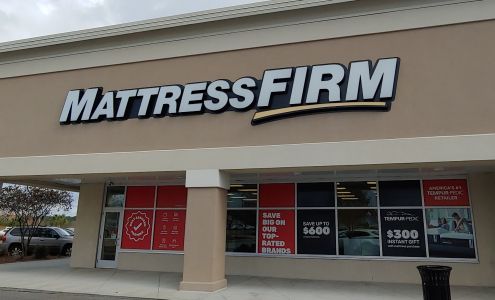 MATTRESSFIRM
SAVE
BIG ON
OUR
TOP-
RATED
BRANDS
SAVE UP TO
$600
TEMPUR-PEDIC
$300
INSTANT GIFT
AMERICA'S #1
TEMPUR-PEDIC
RETAILER